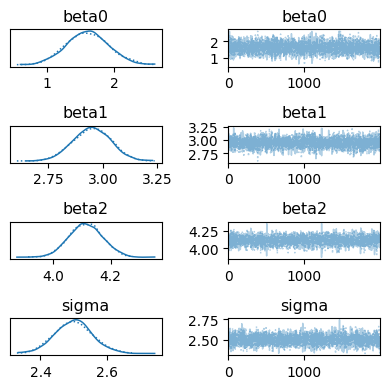 beta0 beta0
2
1
1 2 0 1000
beta1 beta1
3.25
3.00
2.75
2.75 3.00 3.25 0 1000
beta2 beta2
4.25
4.00
4.0 4.2 0 1000
sigma sigma
2.75
2.50
2.4 2.6 0 1000